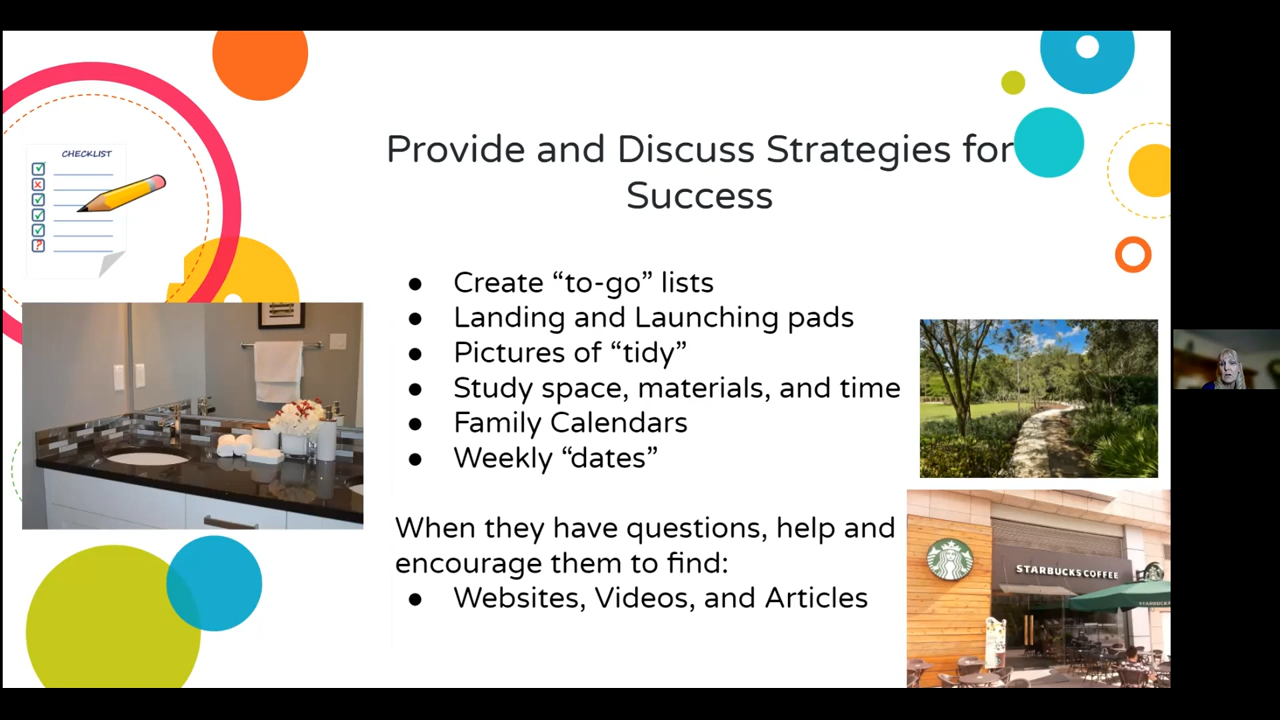 CHECKLIST
Provide and Discuss Strategies for
Success
● Create “to-go” lists
● Landing and Launching pads
● Pictures of “tidy”
● Study space, materials, and time
● Family Calendars
● Weekly “dates”
When they have questions, help and
encourage them to find:
● Websites, Videos, and Articles
STARBUCKS COFFEE